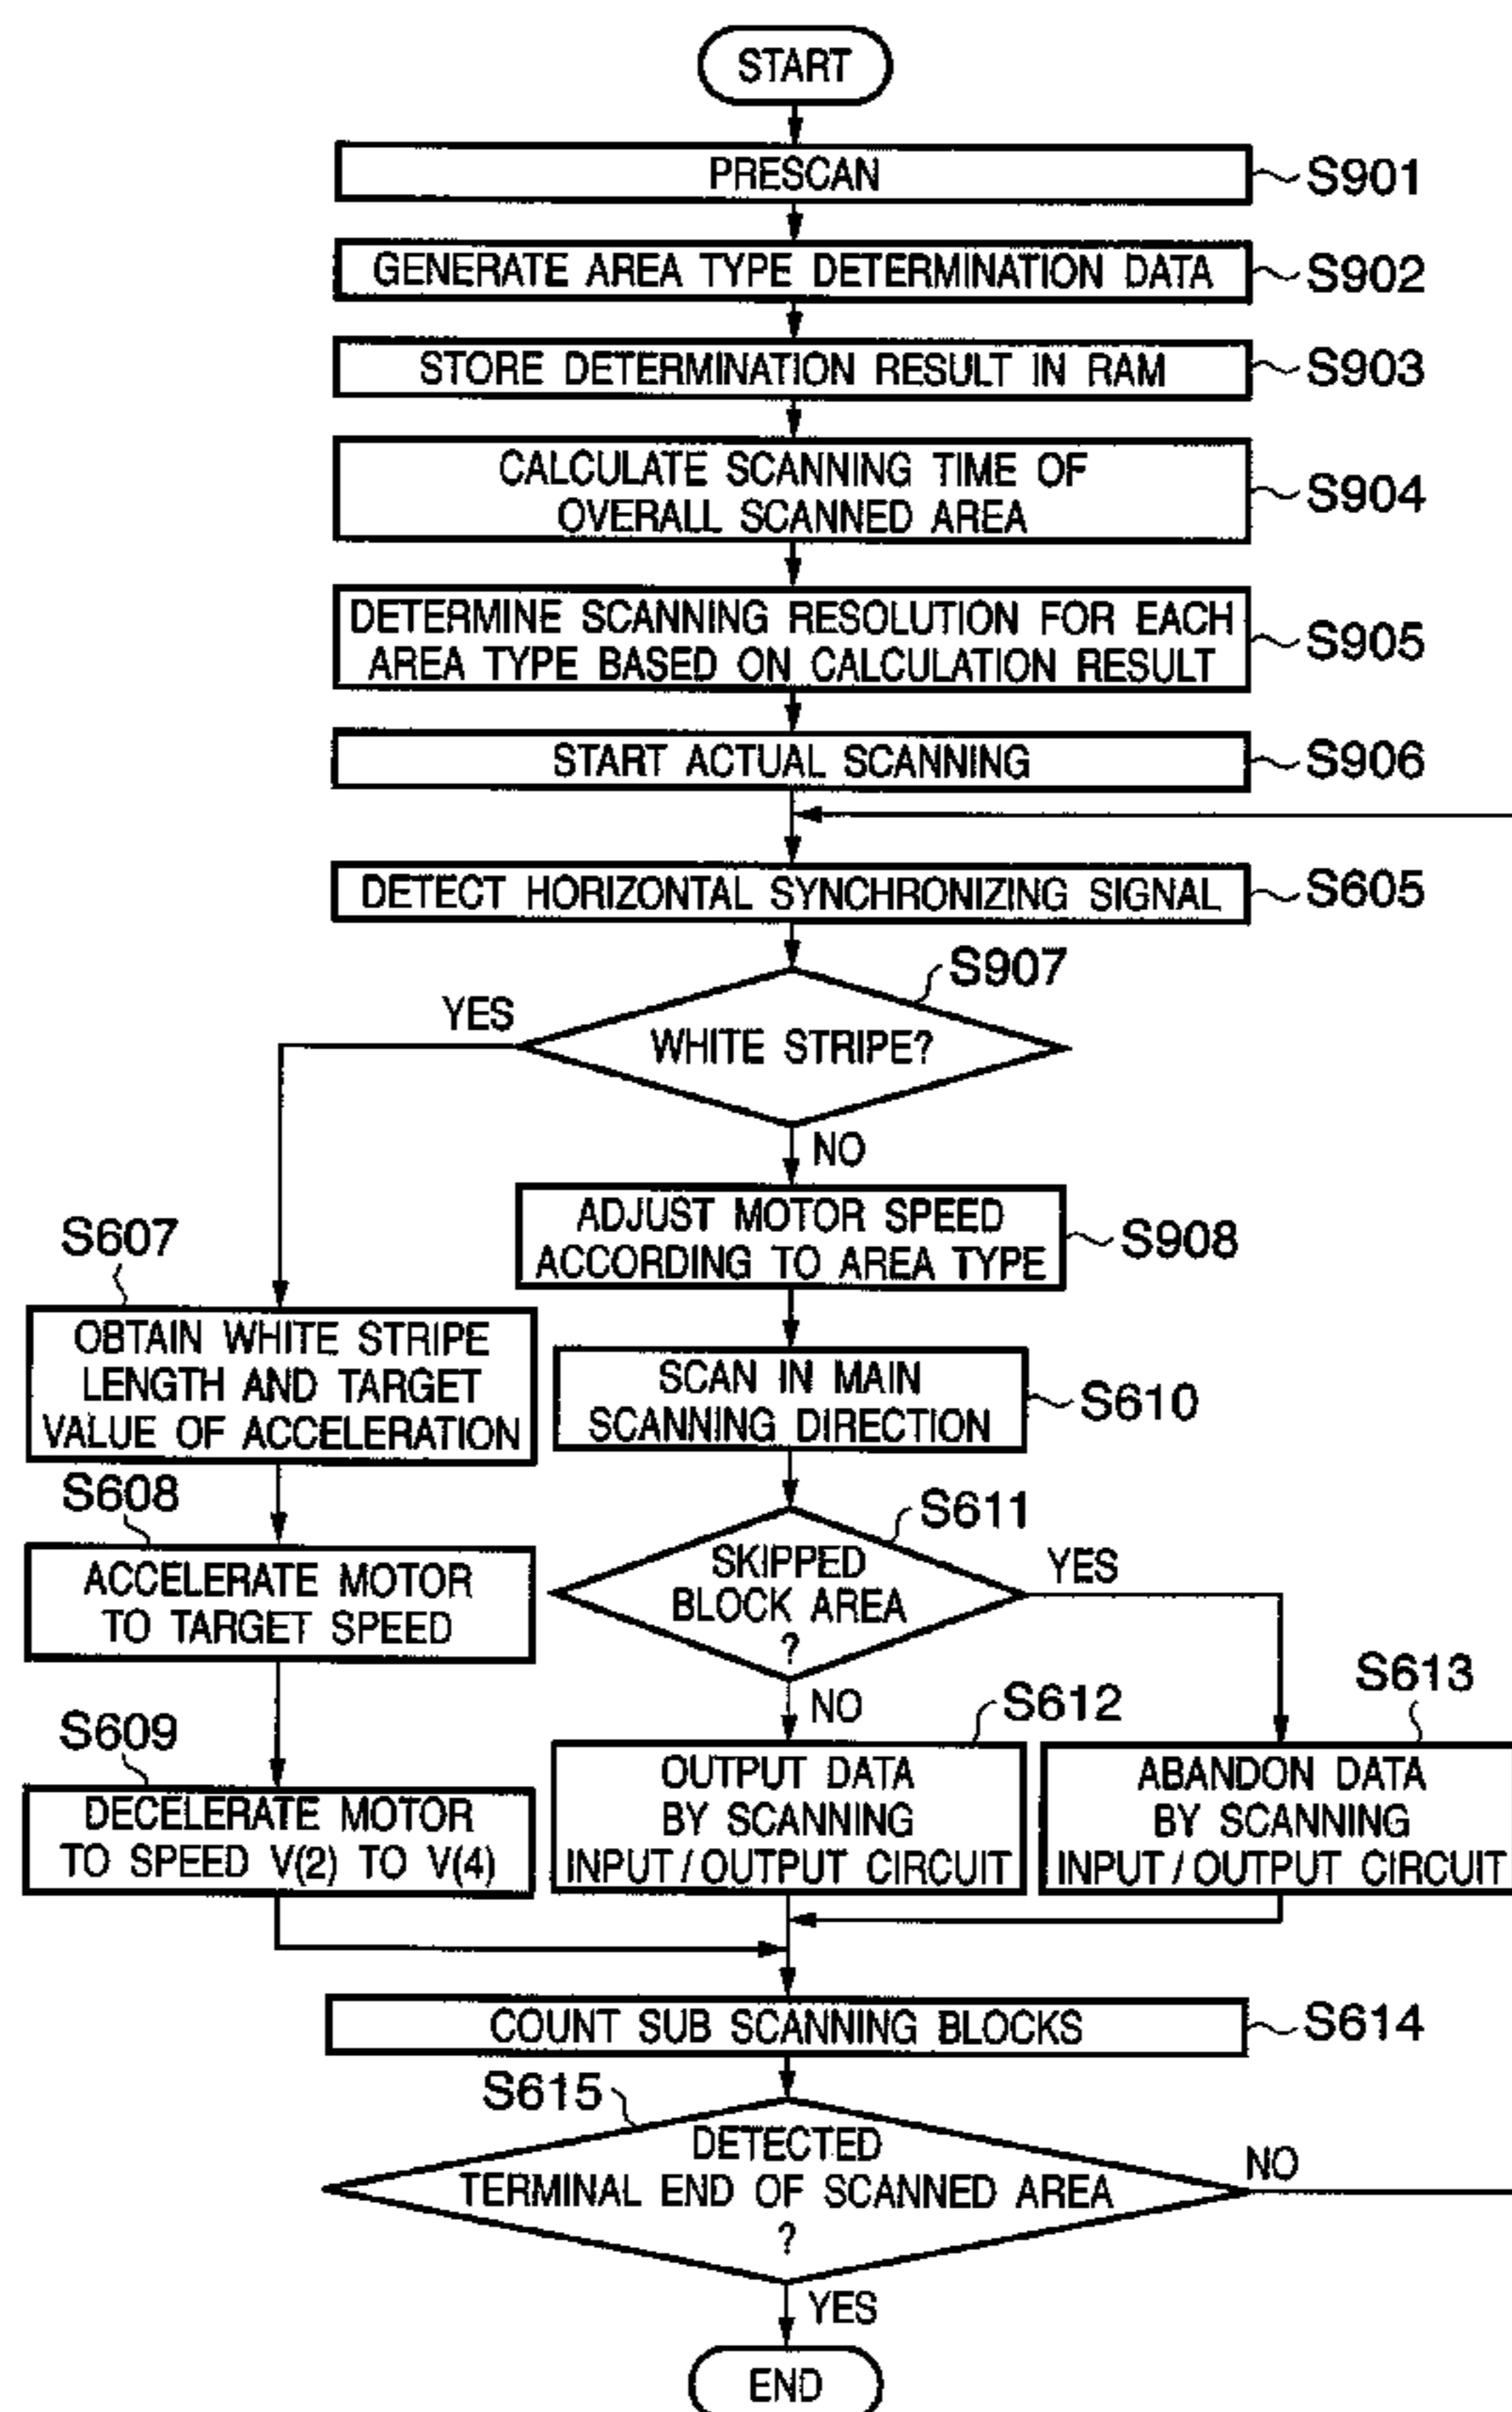 START
PRESCAN
S901
GENERATE AREA TYPE DETERMINATION DATA
S902
STORE DETERMINATION RESULT IN RAM
S903
CALCULATE SCANNING TIME OF
OVERALL SCANNED AREA
S904
DETERMINE SCANNING RESOLUTION FOR EACH
AREA TYPE BASED ON CALCULATION RESULT
S905
START ACTUAL SCANNING
S906
DETECT HORIZONTAL SYNCHRONIZING SIGNAL
S605
S907
YES
WHITE STRIPE?
NO
ADJUST MOTOR SPEED
ACCORDING TO AREA TYPE
S908
S607
OBTAIN WHITE STRIPE
LENGTH AND TARGET
VALUE OF ACCELERATION
SCAN IN MAIN
SCANNING DIRECTION
S610
S608
ACCELERATE MOTOR
TO TARGET SPEED
S611
SKIPPED
BLOCK AREA
?
YES
NO
S609
DECELERATE MOTOR
TO SPEED V(2) TO V(4)
S612
OUTPUT DATA
BY SCANNING
INPUT/OUTPUT CIRCUIT
S613
ABANDON DATA
BY SCANNING
INPUT/OUTPUT CIRCUIT
COUNT SUB SCANNING BLOCKS
S614
S615
DETECTED
TERMINAL END OF SCANNED AREA
?
NO
YES
END